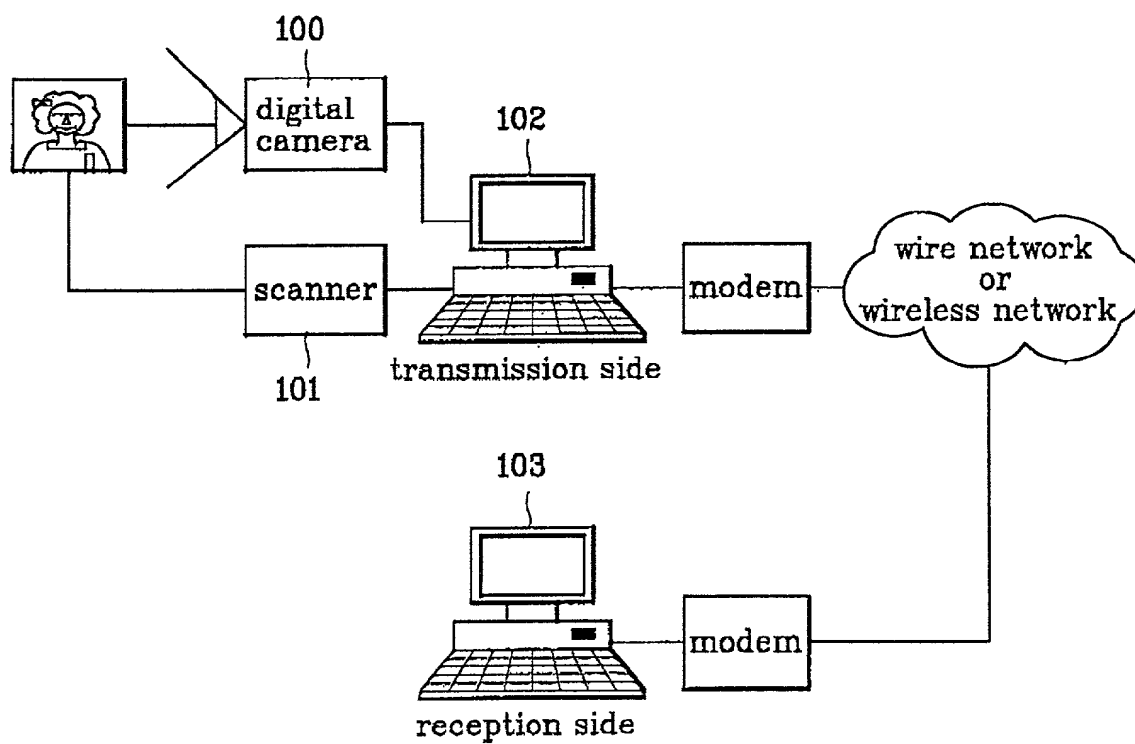 100
digital
camera
102
wire network
or
wireless network
scanner
modem
101
transmission side
103
modem
reception side